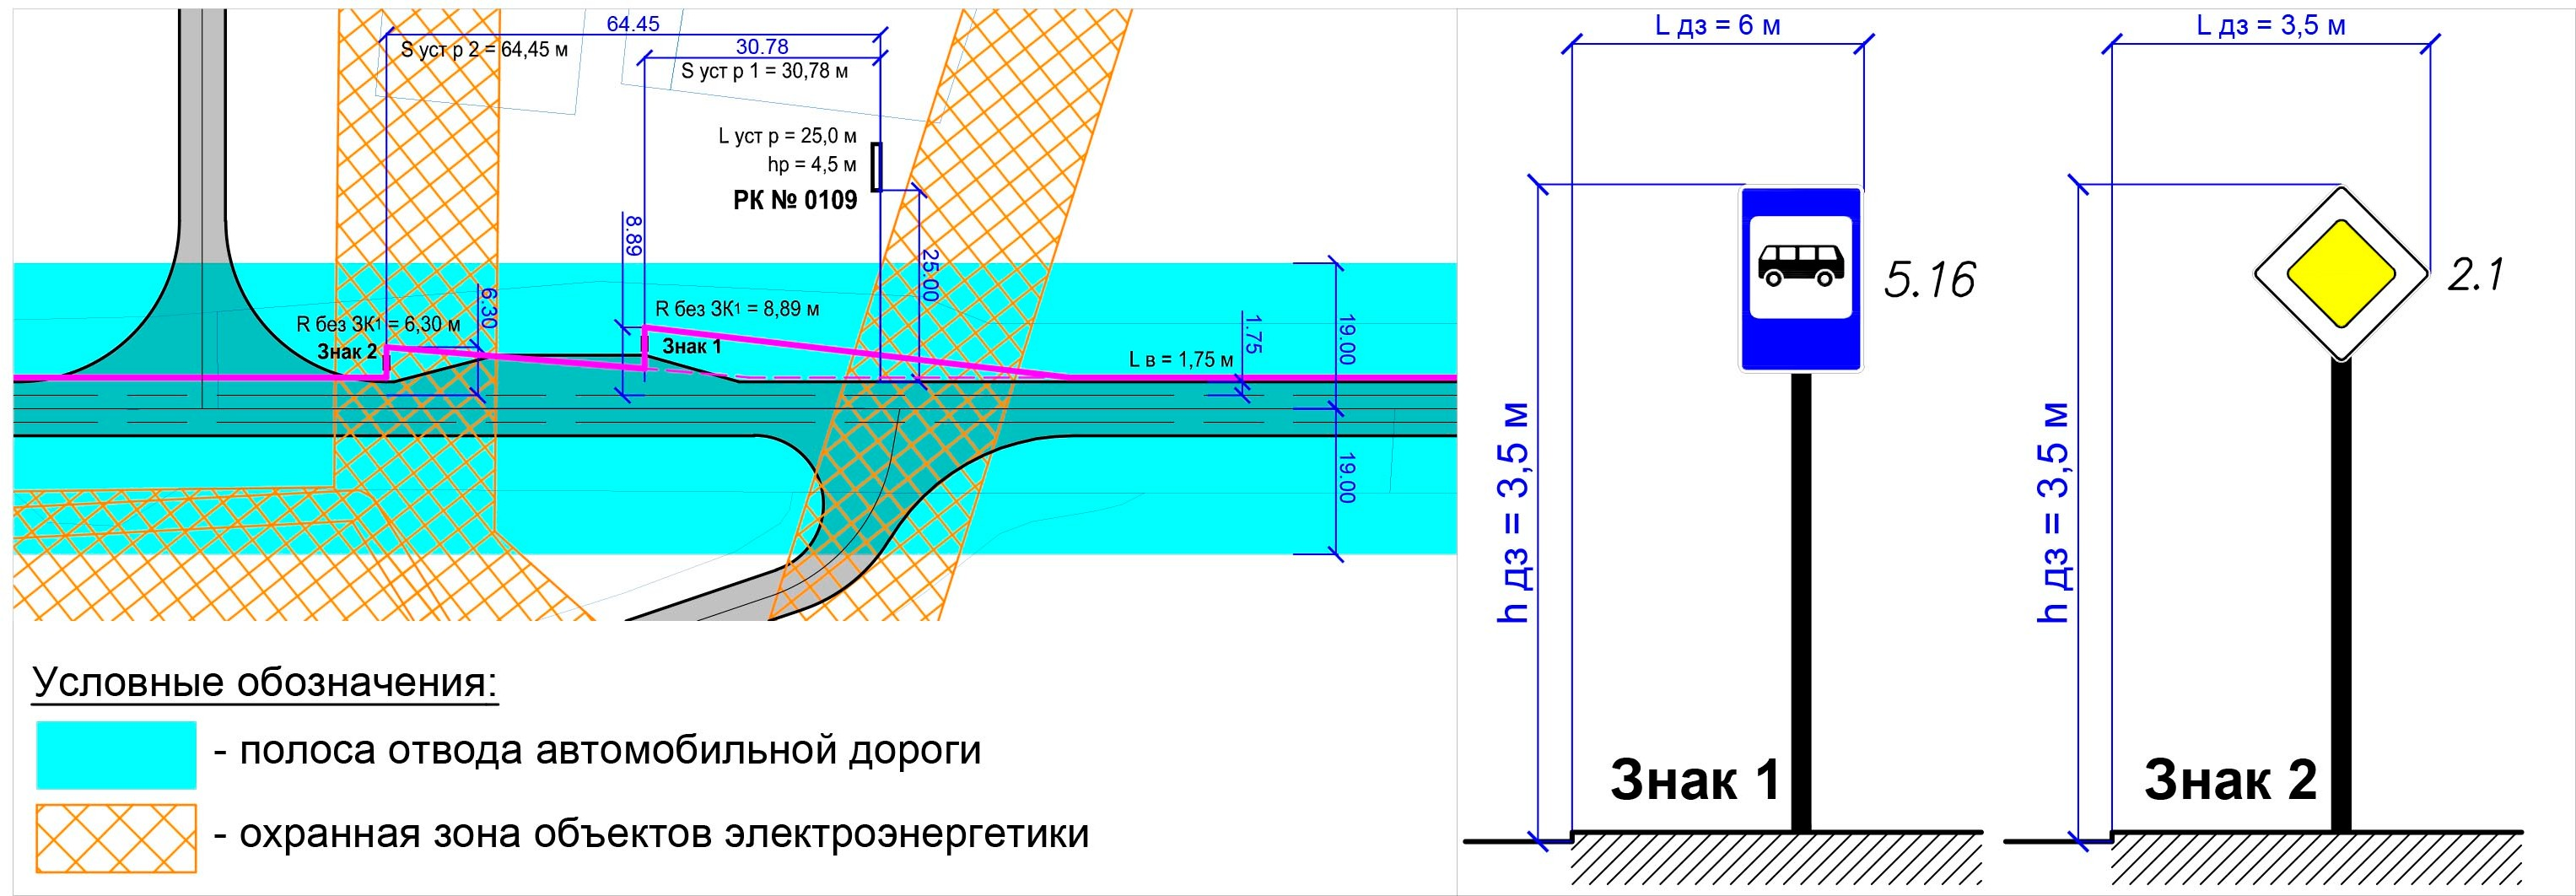 64.45
S уст р 2 = 64,45 м
30.78
S уст р 1 = 30,78 м
L уст р = 25,0 м
hр = 4,5 м
РК № 0109
8.89
25.00
R без ЗК1 = 8,89 м
R без ЗК1 = 6,30 м
6.30
Знак 2
Знак 1
L в = 1,75 м
1.75
19.00
19.00
Условные обозначения:
- полоса отвода автомобильной дороги
- охранная зона объектов электроэнергетики
L дз = 6 м
5.16
h дз = 3,5 м
Знак 1
L дз = 3,5 м
2.1
h дз = 3,5 м
Знак 2